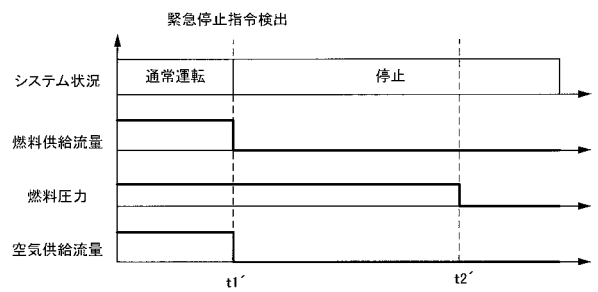 緊急停止指令検出
システム状況
通常運転
停止
燃料供給流量
燃料圧力
空気供給流量
t1´
t2´